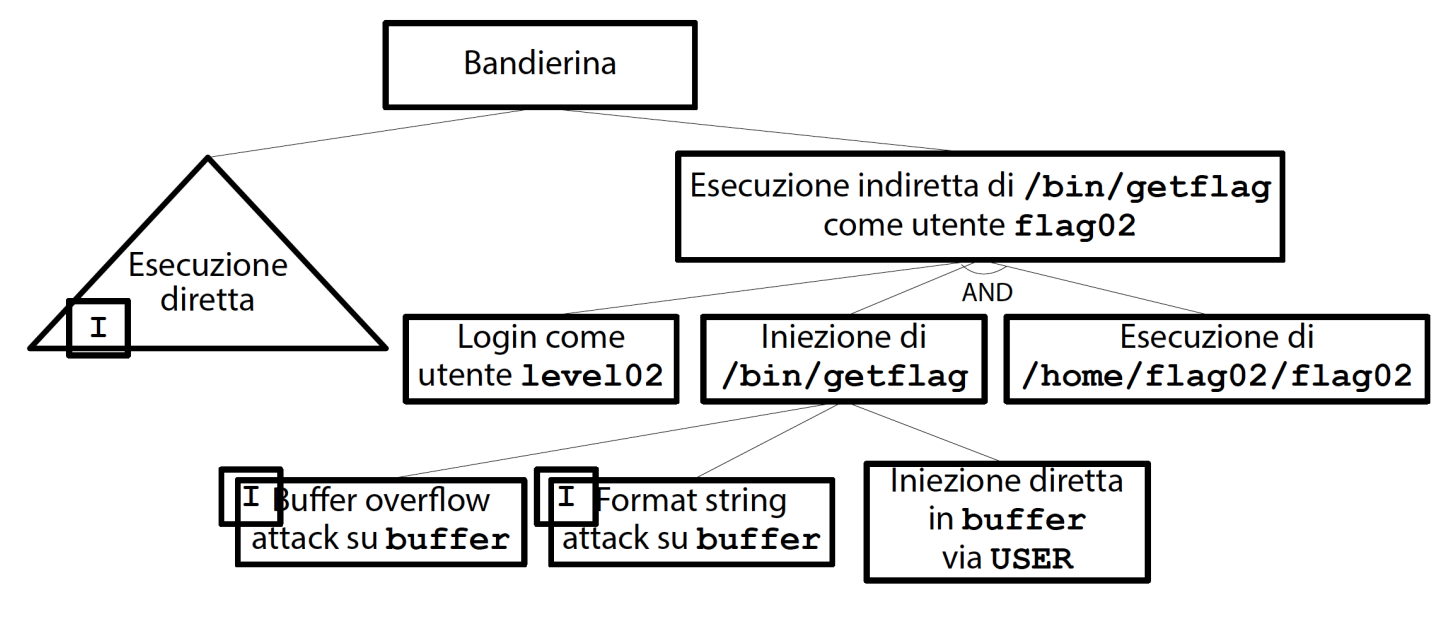 Bandierina
Esecuzione indiretta di /bin/getflag
come utente flag02
Esecuzione
diretta
I
AND
Login come
utente level02
Iniezione di
/bin/getflag
Esecuzione di
/home/flag02/flag02
I
Buffer overflow
attack su buffer
I
Format string
attack su buffer
Iniezione diretta
in buffer
via USER